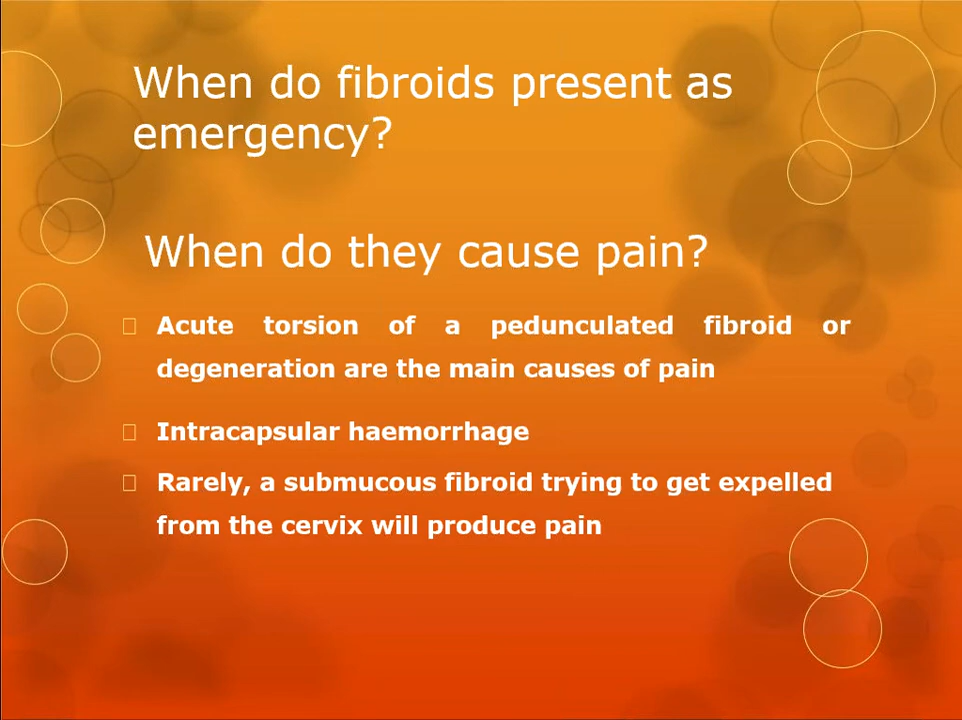 When do fibroids present as
emergency?
When do they cause pain?
Acute torsion of a pedunculated fibroid or
degeneration are the main causes of pain
Intracapsular haemorrhage
Rarely, a submucous fibroid trying to get expelled
from the cervix will produce pain